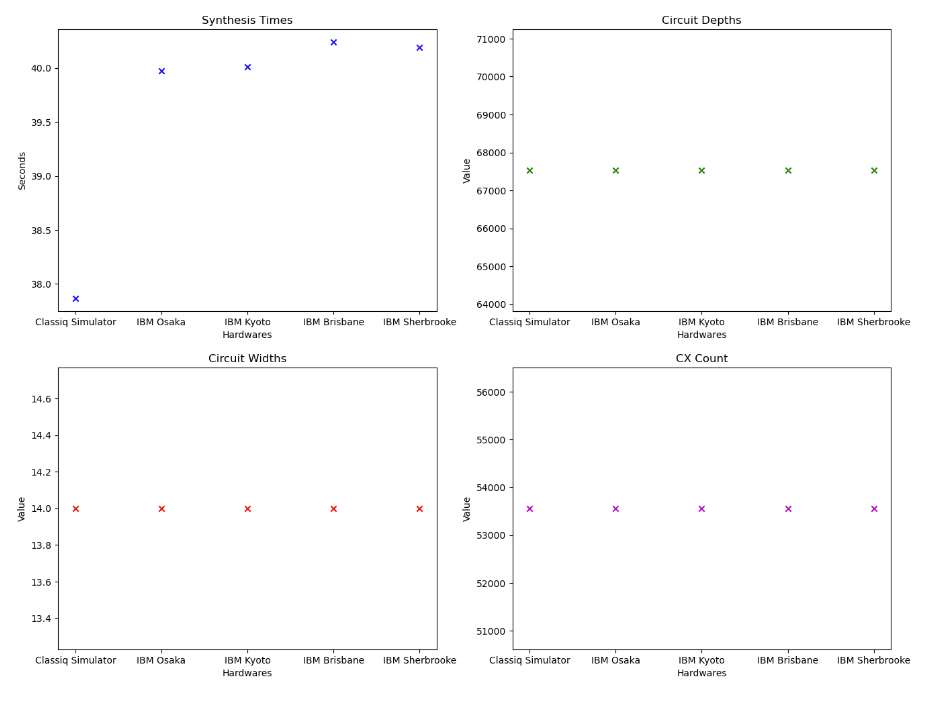 Synthesis Times
Seconds
40.0
39.5
39.0
38.5
38.0
Classiq Simulator IBM Osaka IBM Kyoto IBM Brisbane IBM Sherbrooke
Hardwares
Circuit Depths
Value
71000
70000
69000
68000
67000
66000
65000
64000
Classiq Simulator IBM Osaka IBM Kyoto IBM Brisbane IBM Sherbrooke
Hardwares
Circuit Widths
Value
14.6
14.4
14.2
14.0
13.8
13.6
13.4
Classiq Simulator IBM Osaka IBM Kyoto IBM Brisbane IBM Sherbrooke
Hardwares
CX Count
Value
56000
55000
54000
53000
52000
51000
Classiq Simulator IBM Osaka IBM Kyoto IBM Brisbane IBM Sherbrooke
Hardwares